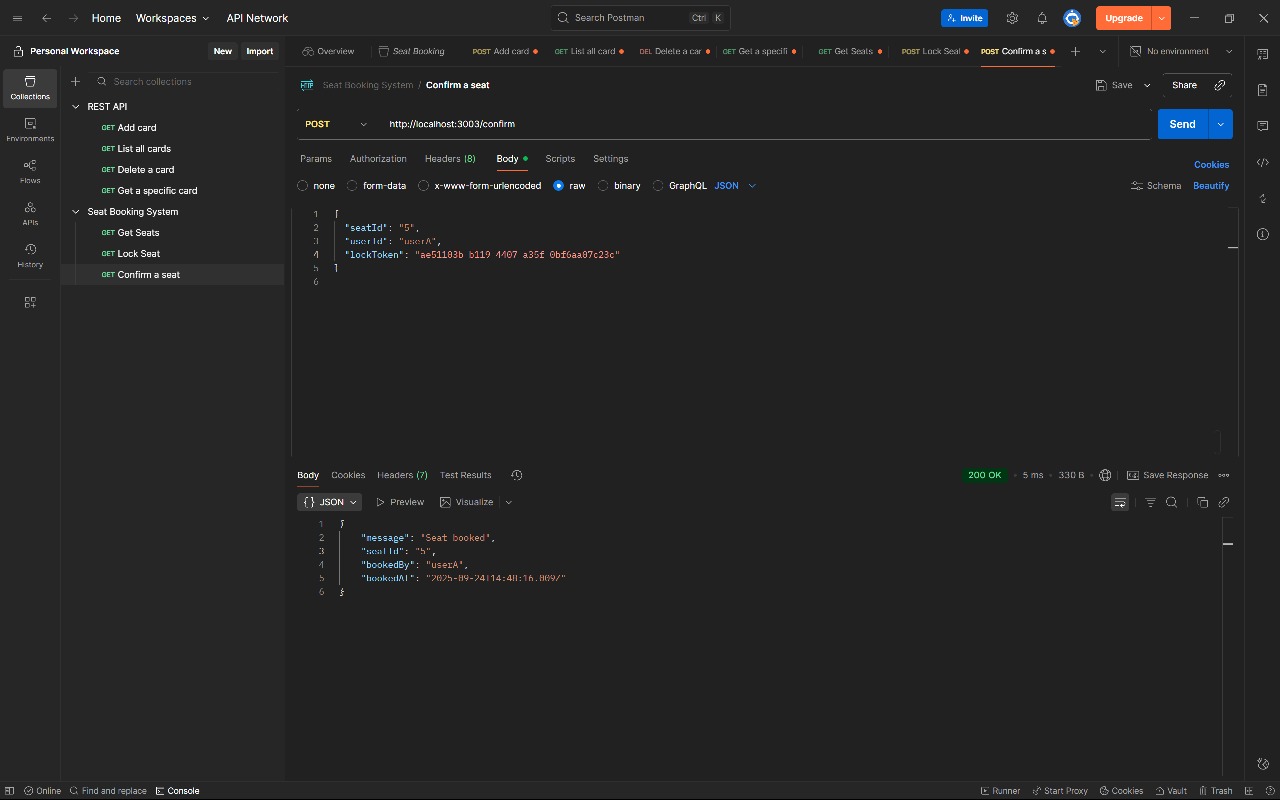 Home Workspaces API Network Search Postman Ctrl K Invite Upgrade
Personal Workspace New Import Overview Seat Booking POST Add card GET List all card DEL Delete a car GET Get a specifi GET Get Seats POST Lock Seat POST Confirm a s No environment
Collections
Environments
Flows
APIs
History
Search collections
REST API
GET Add card
GET List all cards
GET Delete a card
GET Get a specific card
Seat Booking System
GET Get Seats
GET Lock Seat
GET Confirm a seat
HTTP Seat Booking System / Confirm a seat Save Share
POST http://localhost:3003/confirm Send
Params Authorization Headers (8) Body Scripts Settings Cookies
none form-data x-www-form-urlencoded raw binary GraphQL JSON Schema Beautify
1 {
2 "seatId": "5",
3 "userId": "userA",
4 "lockToken":
5 }
6
Body Cookies Headers (7) Test Results 200 OK 5 ms 330 B Save Response
{} JSON Preview Visualize
1 {
2 "message": "Seat booked",
3 "seatId": "5",
4 "bookedBy": "userA",
5 "bookedAt": "2025-09-24T14:48:16.009Z"
6 }
Online Find and replace Console Runner Start Proxy Cookies Vault Trash